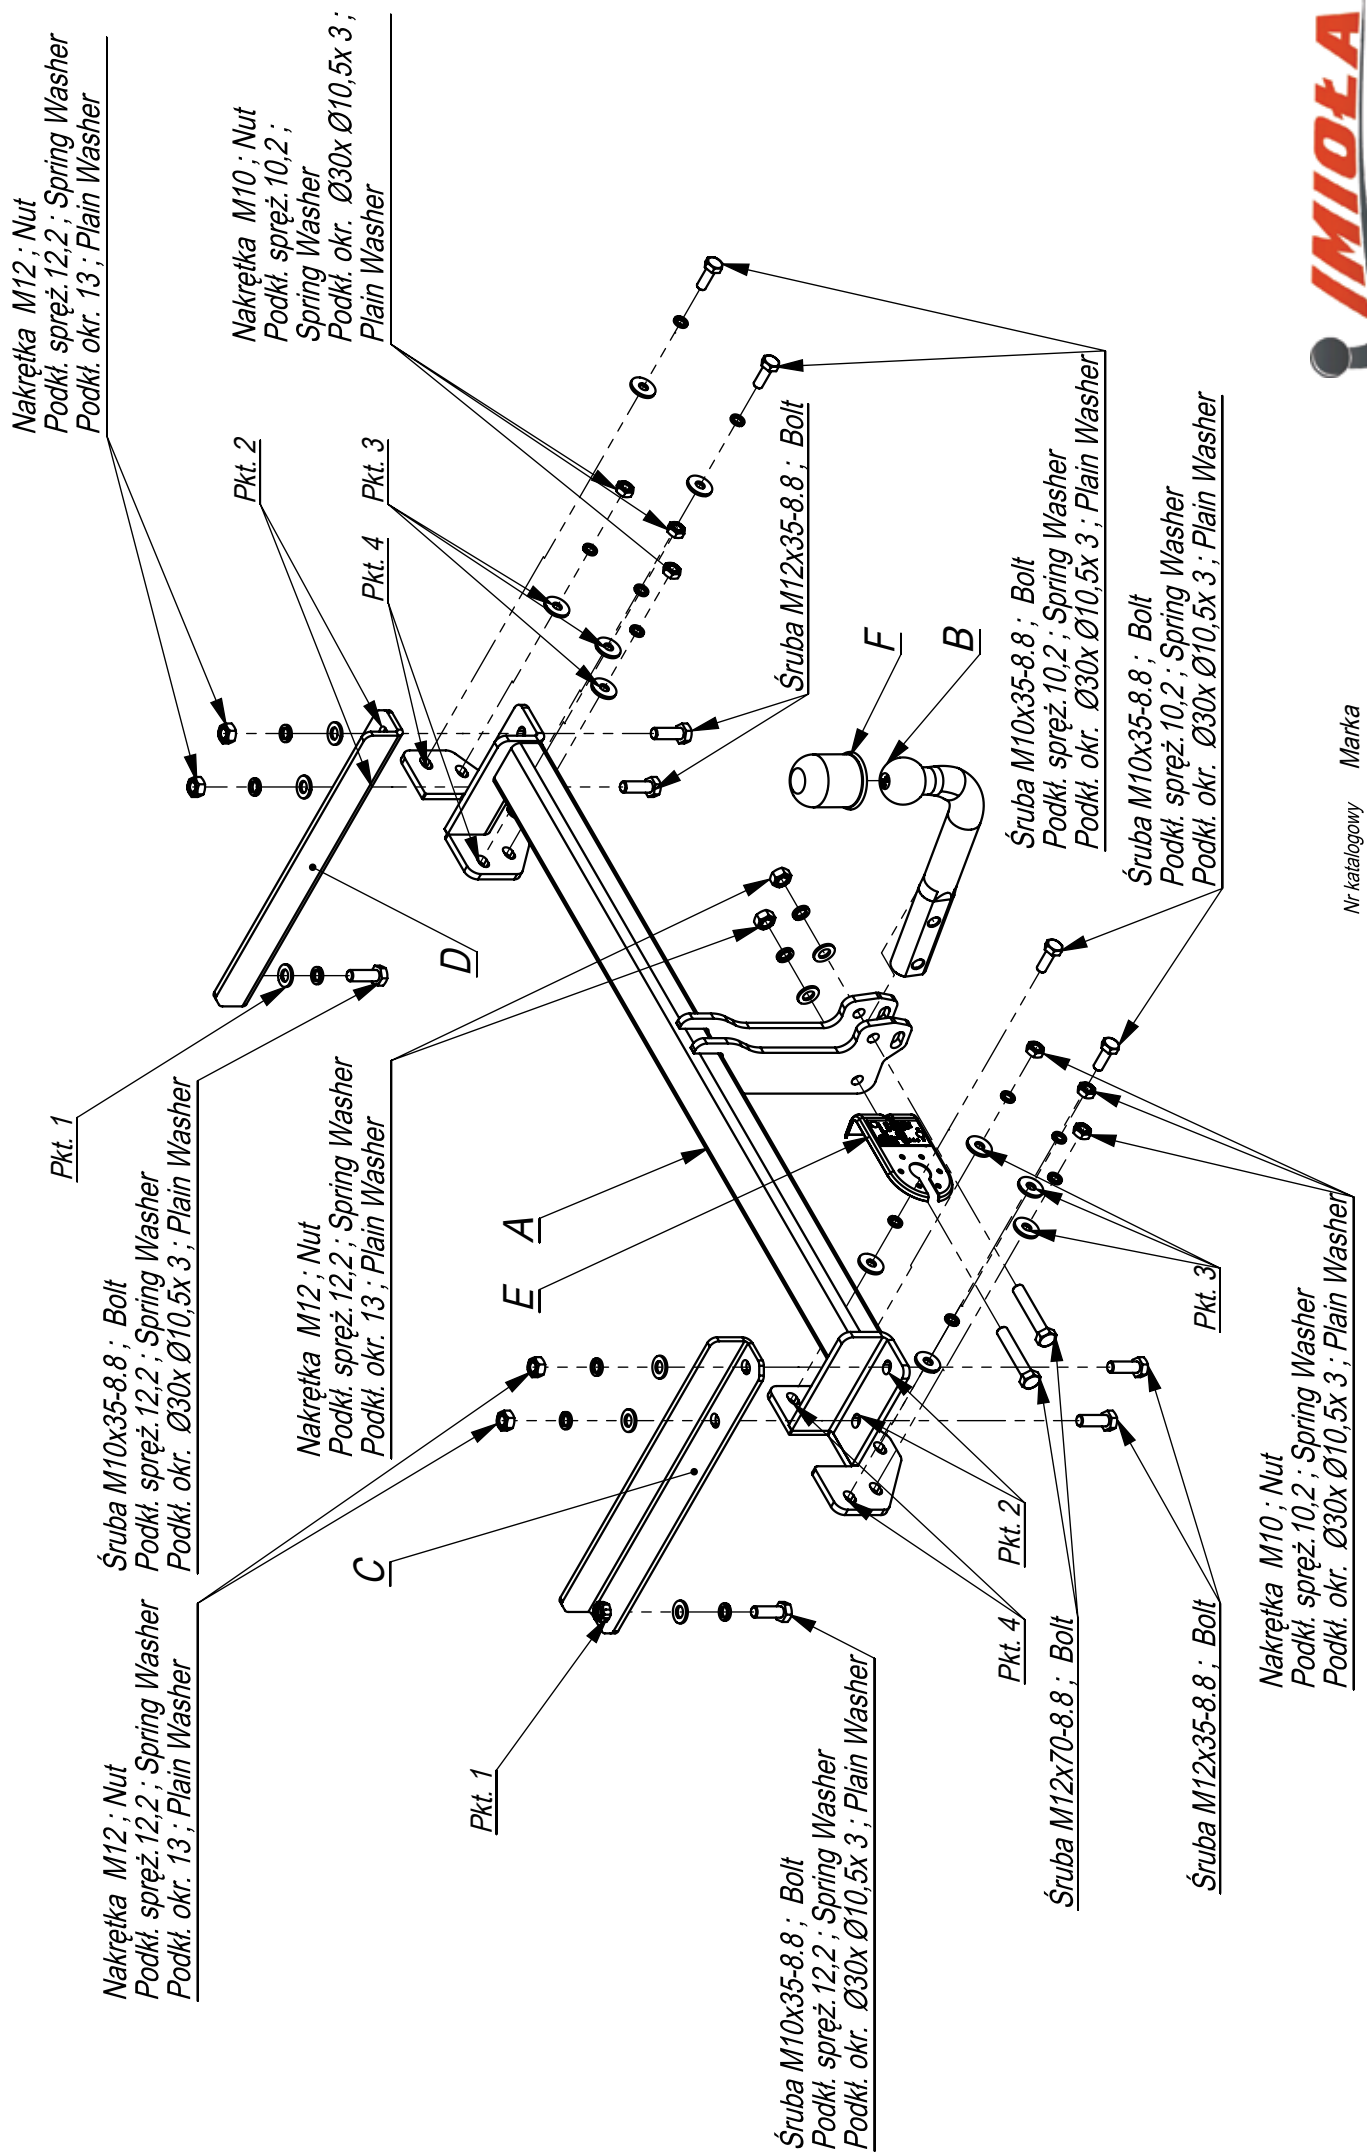 Nakrętka M12 ; Nut
Podkł. spręż.12,2 ; Spring Washer
Podkł. okr. 13 ; Plain Washer
Śruba M10x35-8.8 ; Bolt
Podkł. spręż.12,2 ; Spring Washer
Podkł. okr. Ø30x Ø10,5x 3 ; Plain Washer
Pkt. 1
Nakrętka M12 ; Nut
Podkł. spręż.12,2 ; Spring Washer
Podkł. okr. 13 ; Plain Washer
Nakrętka M12 ; Nut
Podkł. spręż.12,2 ; Spring Washer
Podkł. okr. 13 ; Plain Washer
Pkt. 2
Nakrętka M10 ; Nut
Podkł. spręż.10,2 ;
Spring Washer
Podkł. okr. Ø30x Ø10,5x 3 ;
Plain Washer
Pkt. 4
Pkt. 3
C
D
Pkt. 1
E
A
Śruba M10x35-8.8 ; Bolt
Podkł. spręż.12,2 ; Spring Washer
Podkł. okr. Ø30x Ø10,5x 3 ; Plain Washer
Śruba M12x35-8.8 ; Bolt
F
B
Pkt. 4
Pkt. 2
Śruba M10x35-8.8 ; Bolt
Podkł. spręż.10,2 ; Spring Washer
Podkł. okr. Ø30x Ø10,5x 3 ; Plain Washer
Śruba M12x70-8.8 ; Bolt
Pkt. 3
Śruba M10x35-8.8 ; Bolt
Podkł. spręż.10,2 ; Spring Washer
Podkł. okr. Ø30x Ø10,5x 3 ; Plain Washer
Śruba M12x35-8.8 ; Bolt
Nakrętka M10 ; Nut
Podkł. spręż.10,2 ; Spring Washer
Podkł. okr. Ø30x Ø10,5x 3 ; Plain Washer
IMIOŁA
Nr katalogowy Marka